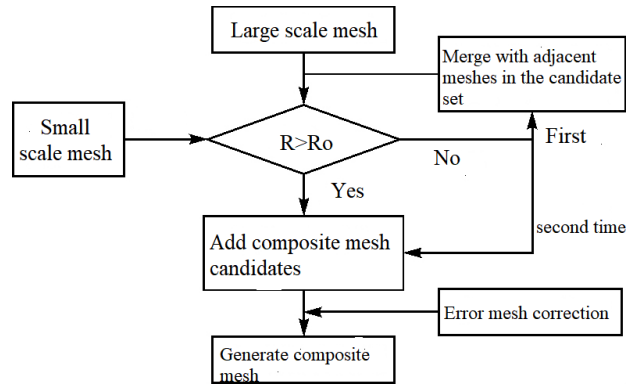 Large scale mesh
Merge with adjacent
meshes in the candidate
set
Small
scale mesh
R>Ro
No
First
Yes
second time
Add composite mesh
candidates
Error mesh correction
Generate composite
mesh